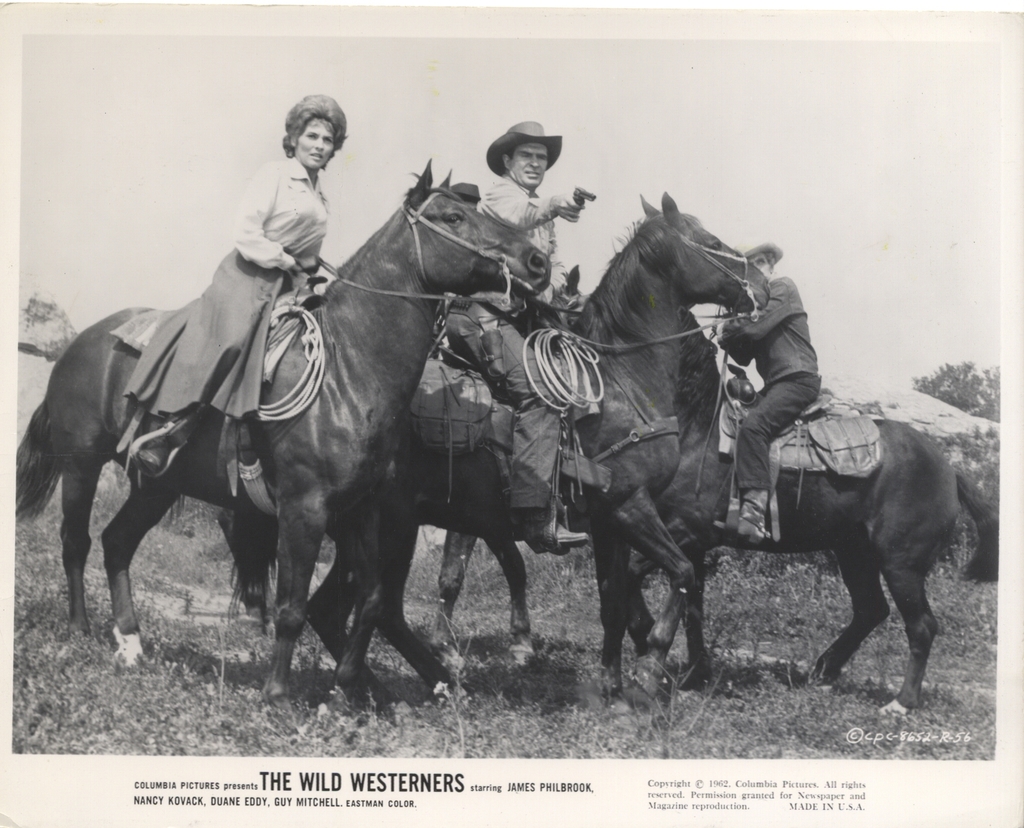 ©CPC-8652-R-56
COLUMBIA PICTURES presents THE WILD WESTERNERS starring JAMES PHILBROOK,
NANCY KOVACK, DUANE EDDY, GUY MITCHELL. EASTMAN COLOR.
Copyright © 1962, Columbia Pictures. All rights
reserved. Permission granted for Newspaper and
Magazine reproduction. MADE IN U.S.A.